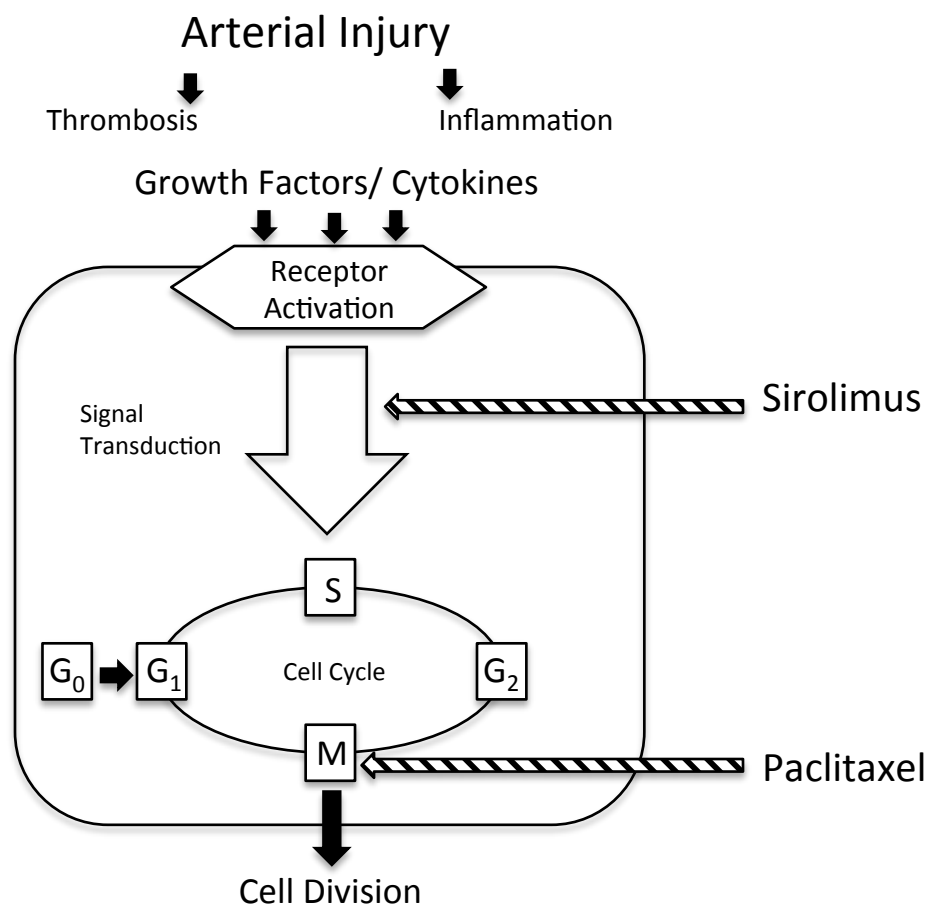 Arterial Injury
Thrombosis
Inflammation
Growth Factors/ Cytokines
Receptor
Activation
Signal
Transduction
Sirolimus
S
G₀
G₁
Cell Cycle
G₂
M
Paclitaxel
Cell Division